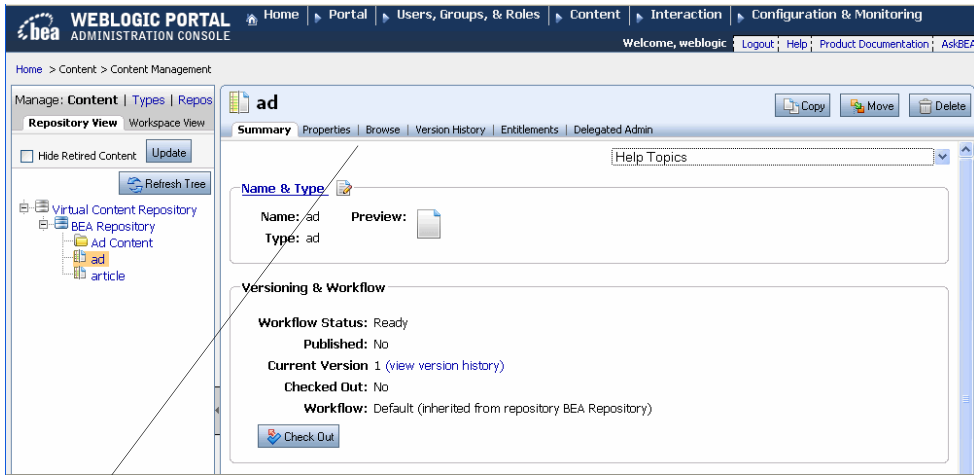 WEBLOGIC PORTAL
bea
ADMINISTRATION CONSOLE
Home Portal Users, Groups, & Roles Content Interaction Configuration & Monitoring
Welcome, weblogic Logout Help Product Documentation AskBEA
Home > Content > Content Management
Manage: Content | Types | Repos
Repository View Workspace View
Hide Retired Content Update
Refresh Tree
Virtual Content Repository
BEA Repository
Ad Content
ad
article
ad
Copy Move Delete
Summary Properties | Browse | Version History | Entitlements | Delegated Admin
Help Topics
Name & Type
Name: ad Preview:
Type: ad
Versioning & Workflow
Workflow Status: Ready
Published: No
Current Version 1 (view version history)
Checked Out: No
Workflow: Default (inherited from repository BEA Repository)
Check Out